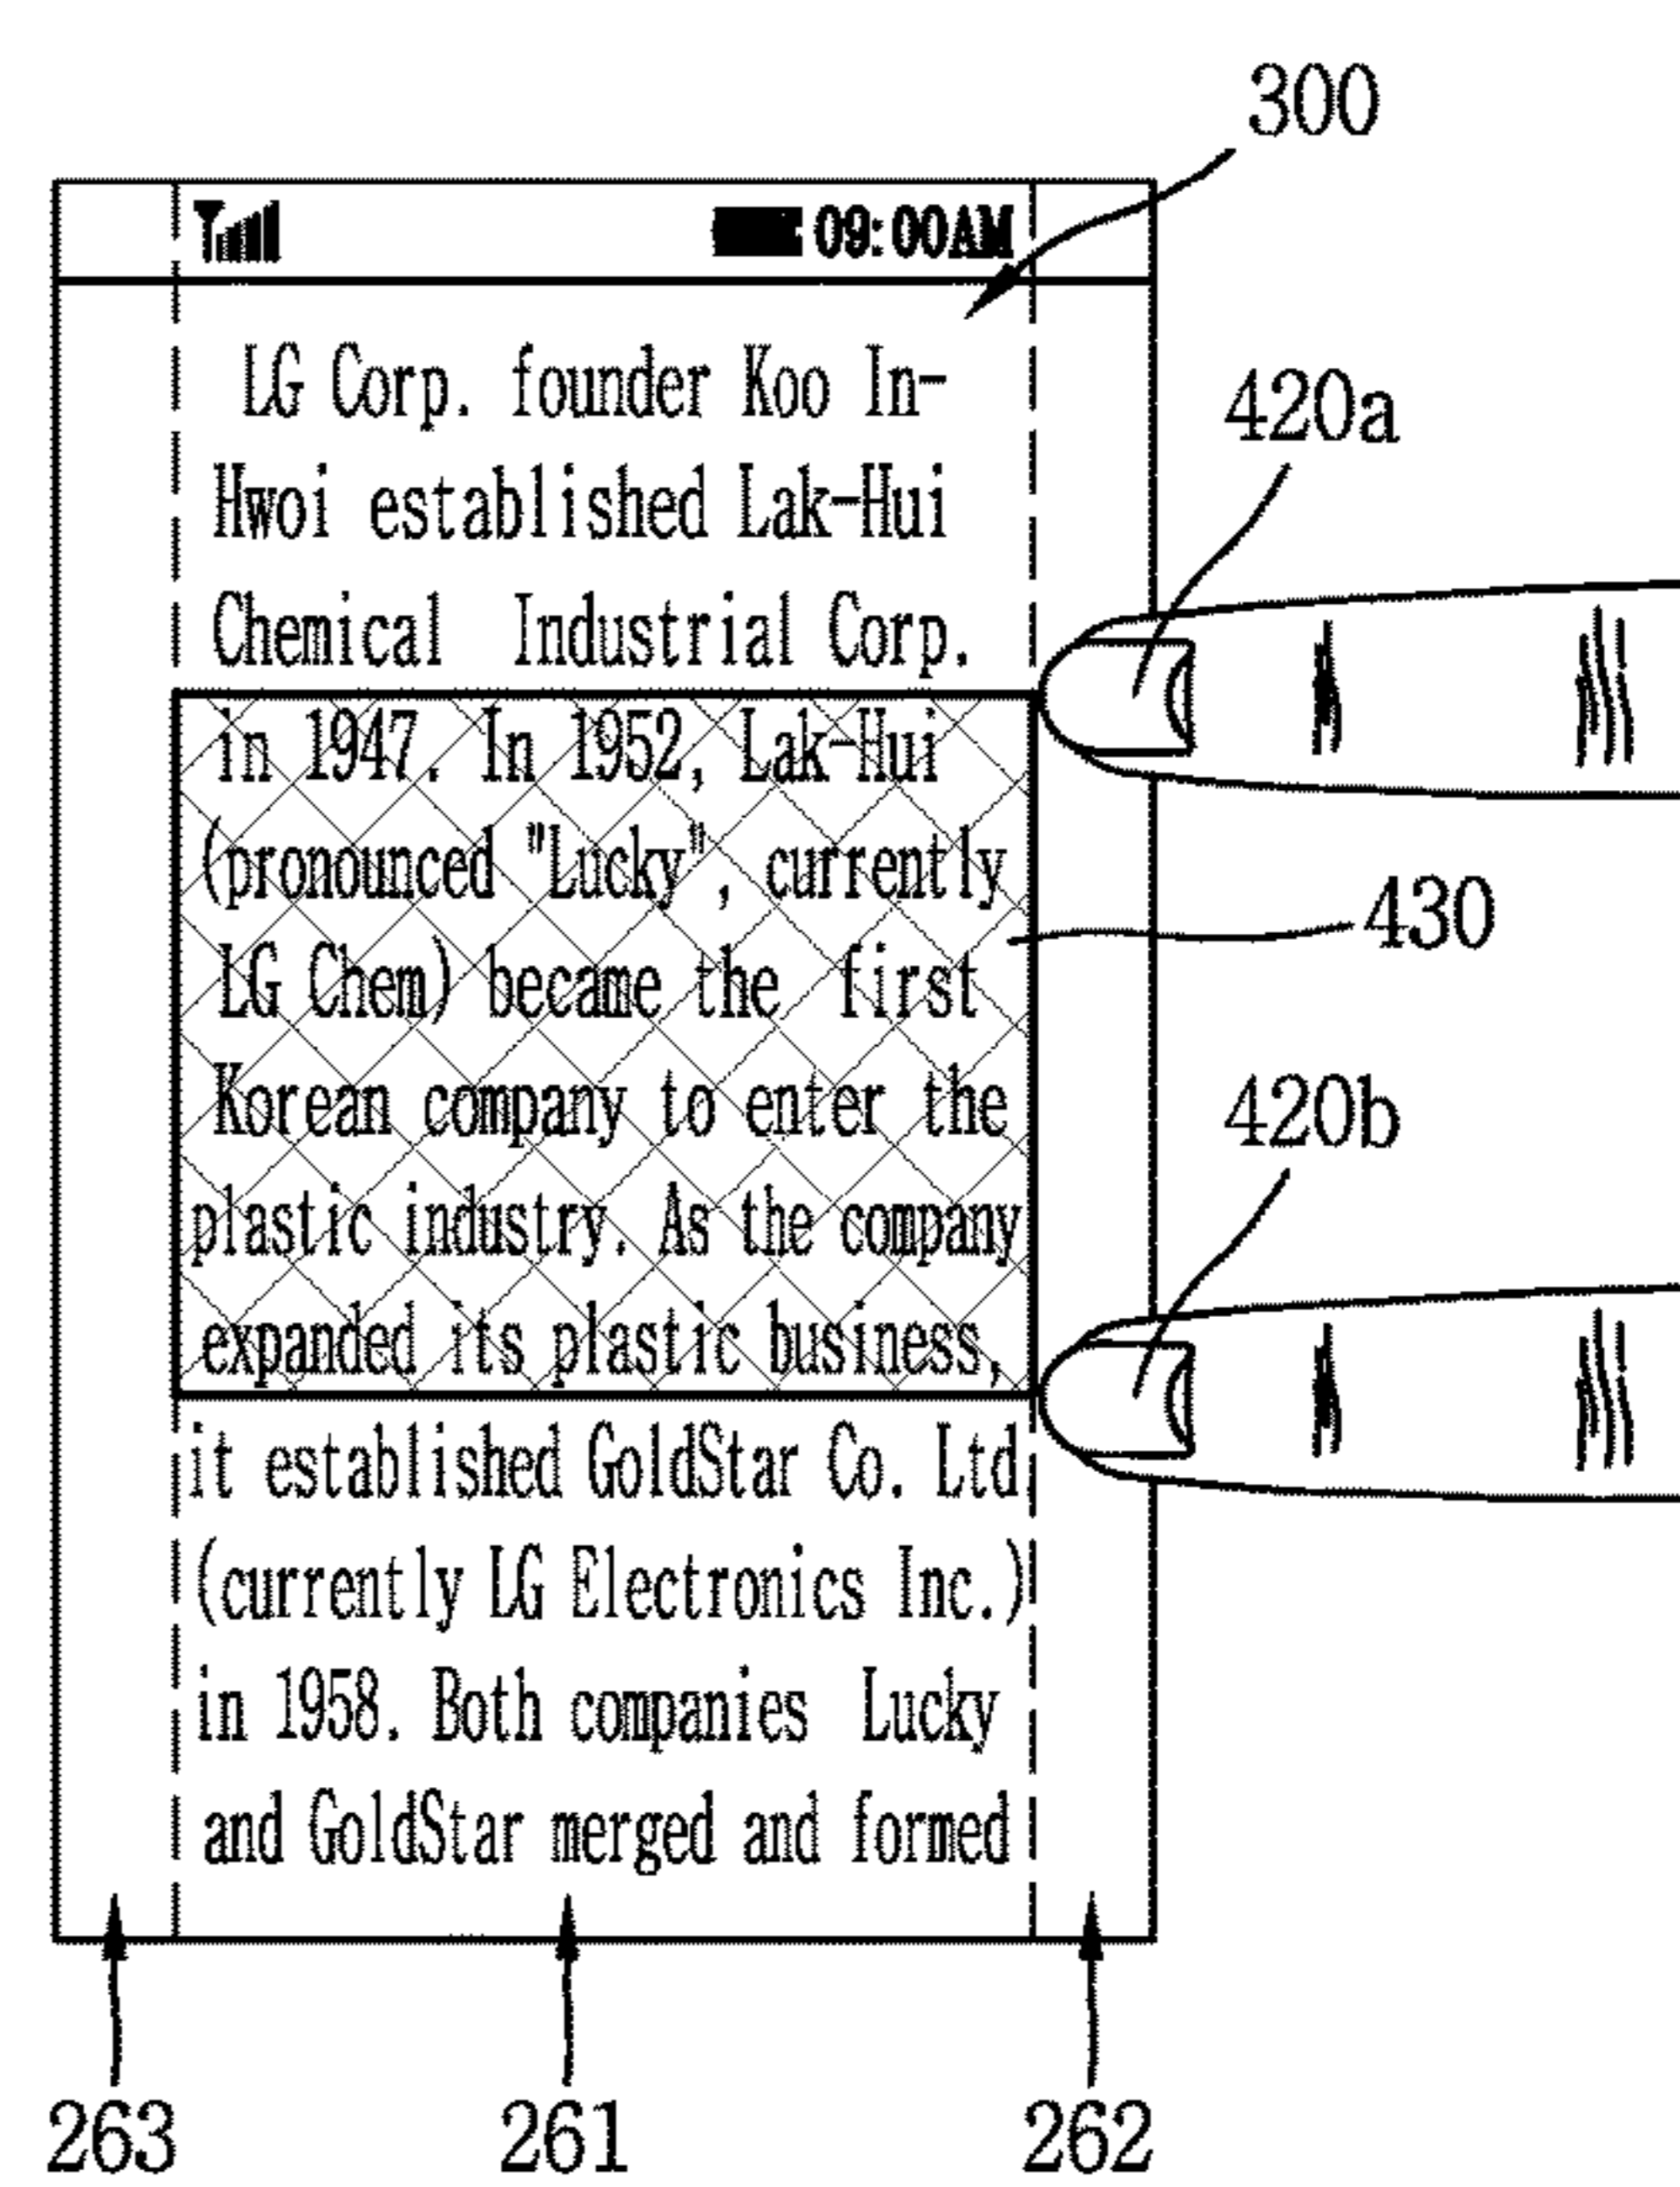 300
09:00AM
LG Corp. founder Koo In-
420a
Hwoi established Lak-Hui
Chemical Industrial Corp.
in 1947. In 1952, Lak-Hui
(pronounced "Lucky", currently
430
LG Chem) became the first
Korean company to enter the
420b
plastic industry. As the company
expanded its plastic business,
it established GoldStar Co. Ltd
(currently LG Electronics Inc.)
in 1958. Both companies Lucky
and GoldStar merged and formed
263 261 262